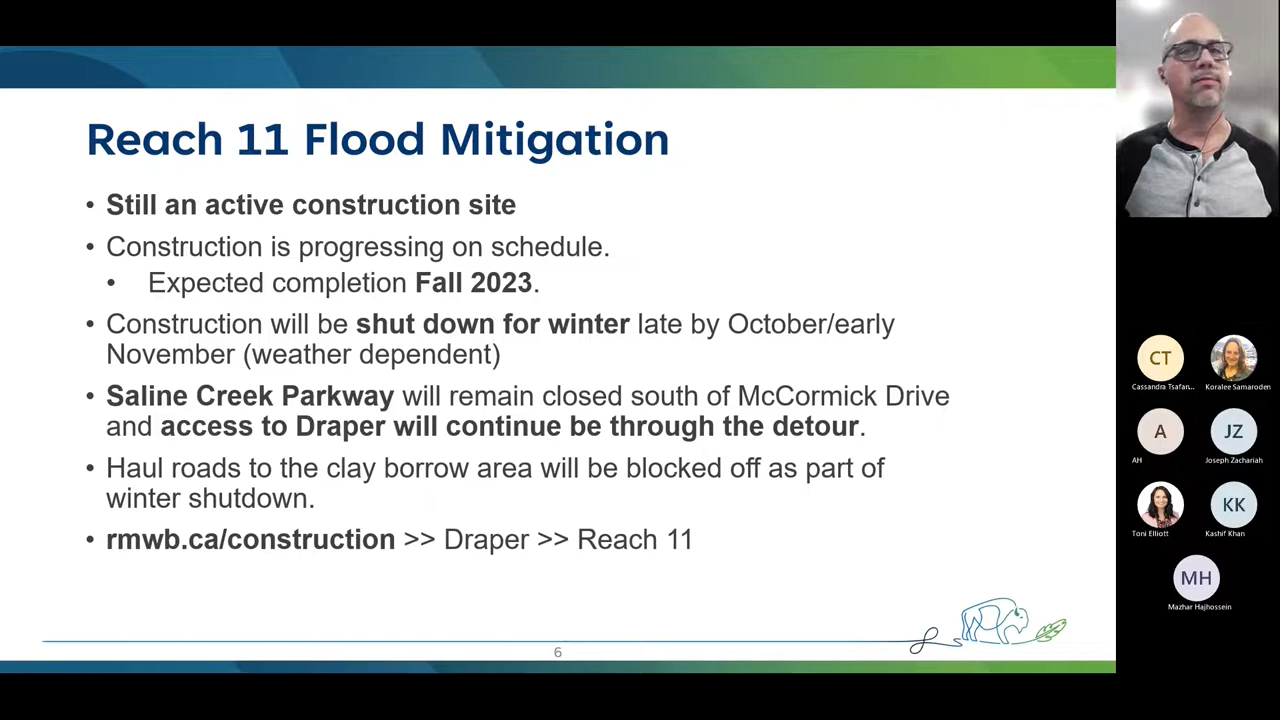 Reach 11 Flood Mitigation
• Still an active construction site
• Construction is progressing on schedule.
• Expected completion Fall 2023.
• Construction will be shut down for winter late by October/early
November (weather dependent)
• Saline Creek Parkway will remain closed south of McCormick Drive
and access to Draper will continue be through the detour.
• Haul roads to the clay borrow area will be blocked off as part of
winter shutdown.
• rmwb.ca/construction >> Draper >> Reach 11
6
CT
Cassandra Tsafan...
Koralee Samaroden
A
AH
JZ
Joseph Zachariah
Toni Elliott
KK
Kashif Khan
MH
Mazhar Hajhossein